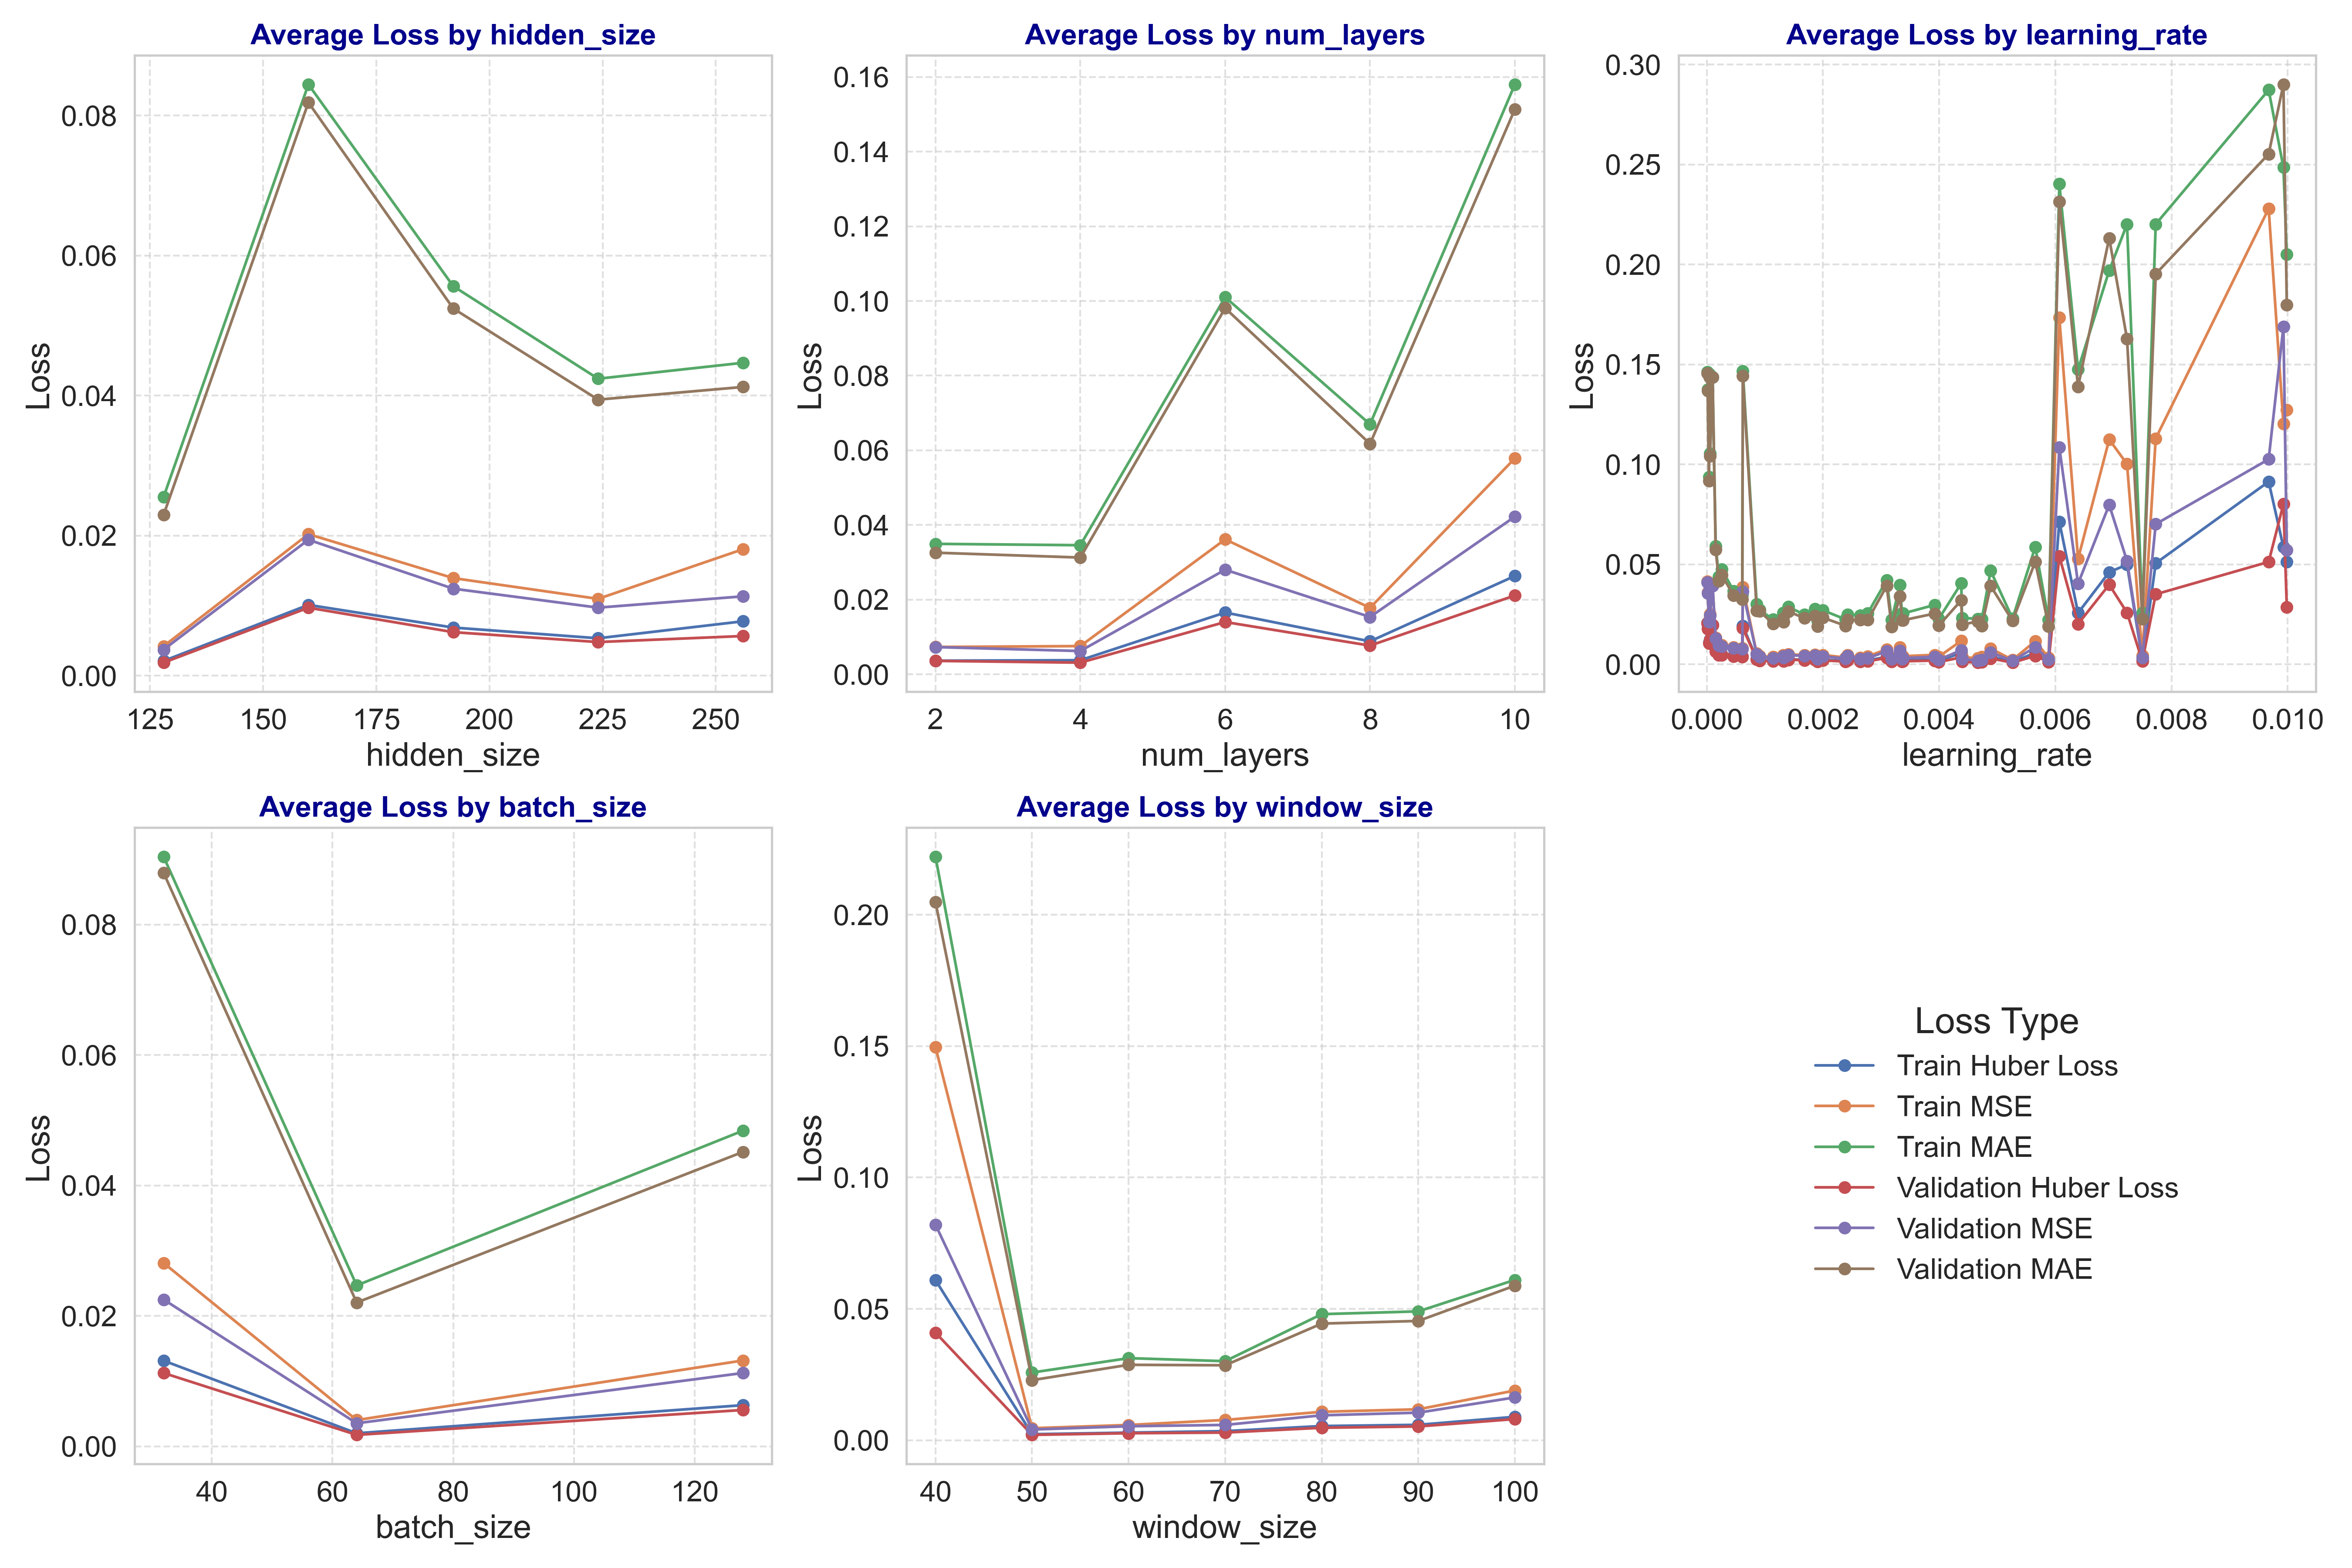 Average Loss by hidden_size
Loss
0.08
0.06
0.04
0.02
0.00
125 150 175 200 225 250
hidden_size
Average Loss by num_layers
Loss
0.16
0.14
0.12
0.10
0.08
0.06
0.04
0.02
0.00
2 4 6 8 10
num_layers
Average Loss by learning_rate
Loss
0.30
0.25
0.20
0.15
0.10
0.05
0.00
0.000 0.002 0.004 0.006 0.008 0.010
learning_rate
Average Loss by batch_size
Loss
0.08
0.06
0.04
0.02
0.00
40 60 80 100 120
batch_size
Average Loss by window_size
Loss
0.20
0.15
0.10
0.05
0.00
40 50 60 70 80 90 100
window_size
Loss Type
Train Huber Loss
Train MSE
Train MAE
Validation Huber Loss
Validation MSE
Validation MAE